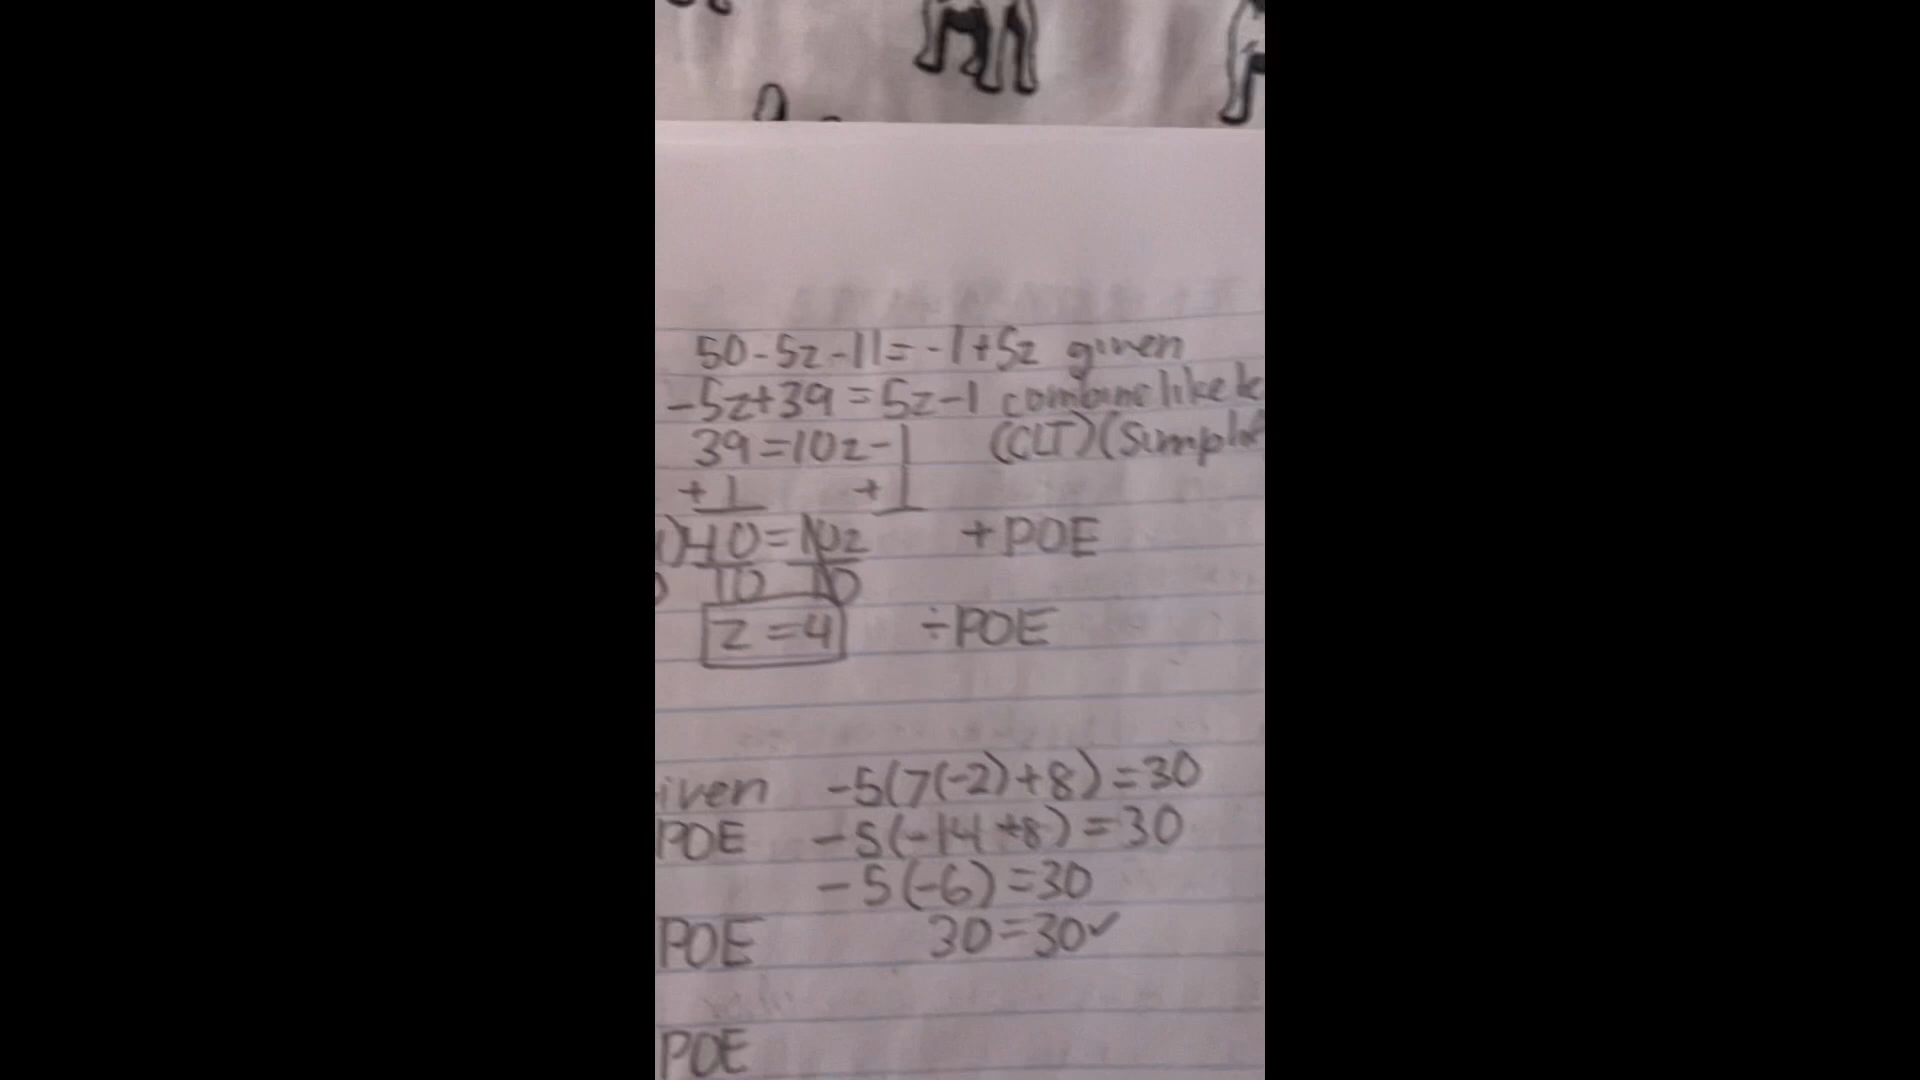 50-5z-11=-1+5z given
-5z+39=5z-1 combine like
39=10z-1 (CLT)
+1 +1
40=10z +POE
10 10
z=4 ÷POE
-5(7(-2)+8)=30
POE -5(-14+8)=30
-5(-6)=30
POE 30=30✓
POE